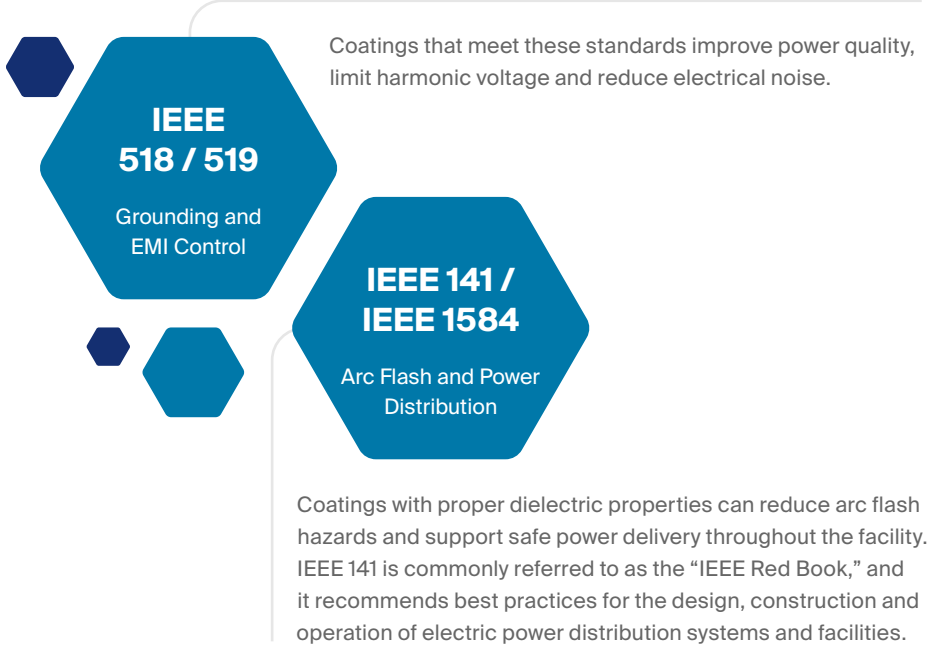 Coatings that meet these standards improve power quality,
limit harmonic voltage and reduce electrical noise.
IEEE
518 / 519
Grounding and
EMI Control
IEEE 141 /
IEEE 1584
Arc Flash and Power
Distribution
Coatings with proper dielectric properties can reduce arc flash
hazards and support safe power delivery throughout the facility.
IEEE 141 is commonly referred to as the “IEEE Red Book,” and
it recommends best practices for the design, construction and
operation of electric power distribution systems and facilities.